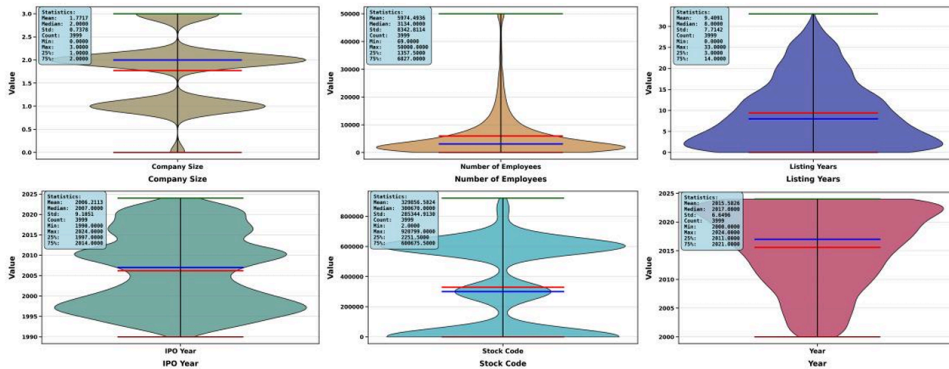 Statistics:
Mean: 1.7717
Median: 2.0000
Std: 0.7378
Count: 3999
Min: 0.0000
Max: 3.0000
25%: 1.0000
75%: 2.0000
3.0
2.5
2.0
1.5
1.0
0.5
0.0
Value
Company Size
Company Size
Statistics:
Mean: 5974.4936
Median: 3134.0000
Std: 8342.8114
Count: 3999
Min: 69.0000
Max: 50000.0000
25%: 1357.5000
75%: 6827.0000
50000
40000
30000
20000
10000
0
Value
Number of Employees
Number of Employees
Statistics:
Mean: 9.4091
Median: 8.0000
Std: 7.7142
Count: 3999
Min: 0.0000
Max: 33.0000
25%: 3.0000
75%: 14.0000
30
25
20
15
10
5
0
Value
Listing Years
Listing Years
Statistics:
Mean: 2006.2113
Median: 2007.0000
Std: 9.1051
Count: 3999
Min: 1990.0000
Max: 2024.0000
25%: 1997.0000
75%: 2014.0000
2025
2020
2015
2010
2005
2000
1995
1990
Value
IPO Year
IPO Year
Statistics:
Median: 300670.0000
Count: 3999
Min: 2.0000
Max: 920799.0000
25%: 2251.5000
75%: 600675.5000
800000
600000
400000
200000
0
Value
Stock Code
Stock Code
Statistics:
Mean: 2015.5826
Median: 2017.0000
Std: 6.6496
Count: 3999
Min: 2000.0000
Max: 2024.0000
25%: 2011.0000
75%: 2021.0000
2025
2020
2015
2010
2005
2000
Value
Year
Year